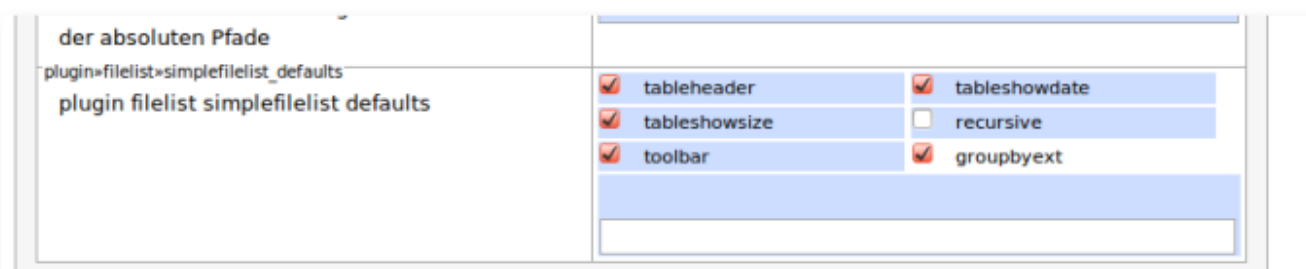 der absoluten Pfade
plugin»filelist»simplefilelist_defaults
plugin filelist simplefilelist defaults
tableheader
tableshowdate
tableshowsize
recursive
toolbar
groupbyext